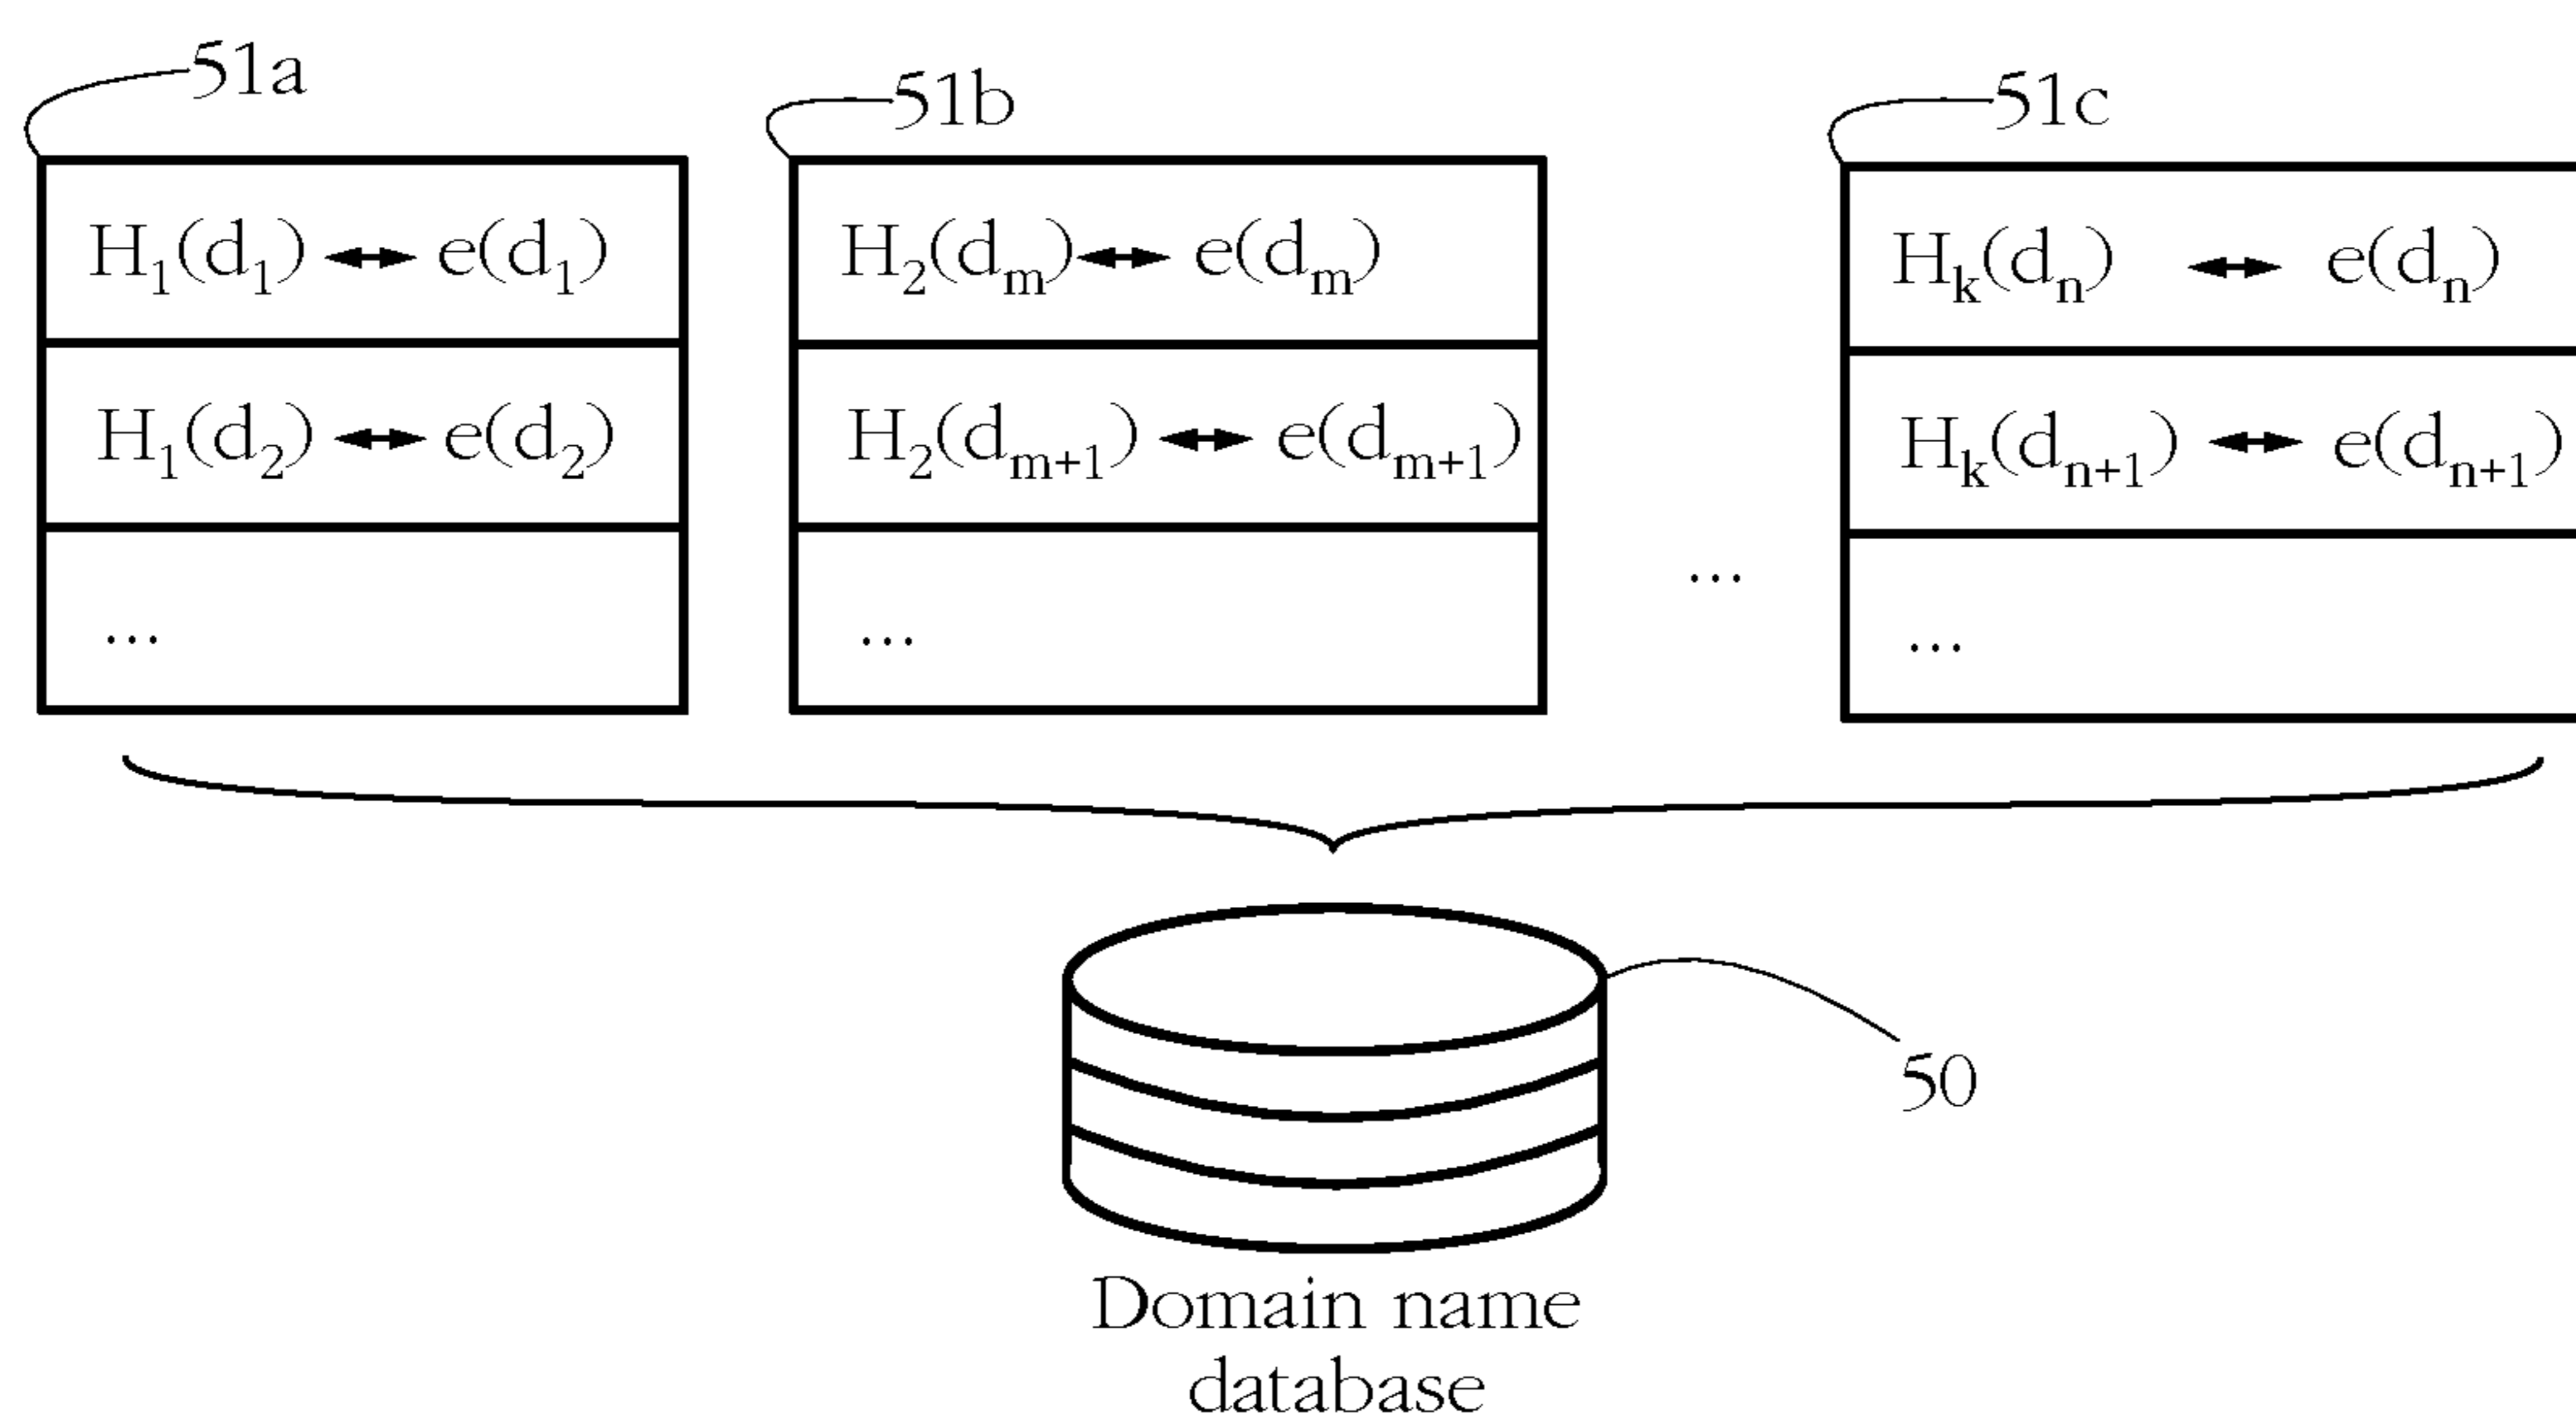 51a
51b
51c
H₁(d₁) ↔ e(d₁)
H₁(d₂) ↔ e(d₂)
...
H₂(dₘ) ↔ e(dₘ)
H₂(dₘ₊₁) ↔ e(dₘ₊₁)
...
...
Hₖ(dₙ) ↔ e(dₙ)
Hₖ(dₙ₊₁) ↔ e(dₙ₊₁)
...
50
Domain name
database